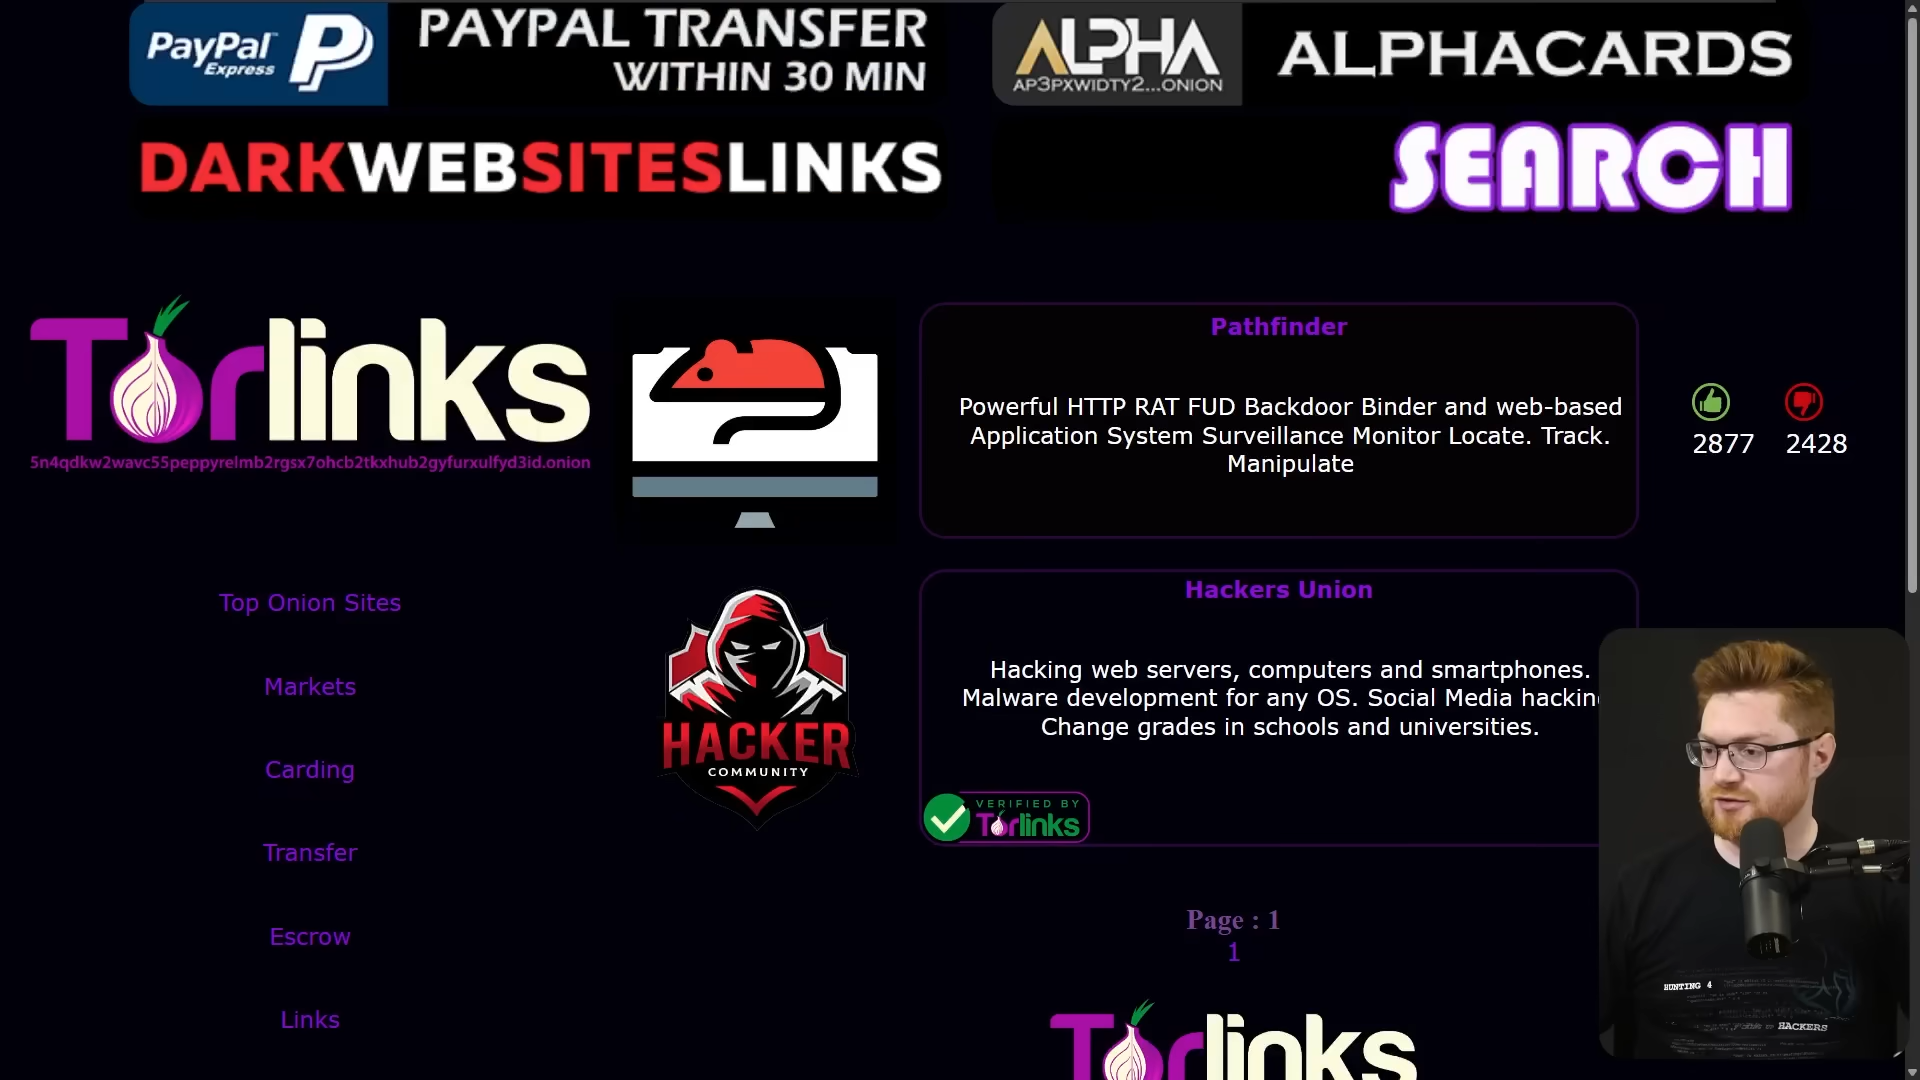 PayPal Express
PAYPAL TRANSFER
WITHIN 30 MIN
ALPHA
AP3PXWIDTY2...ONION
ALPHACARDS
DARKWEBSITESLINKS
SEARCH
Torlinks
5n4qdkw2wavc55peppyrelmb2rgsx7ohcb2tkxhub2gyfurxulfyd3id.onion
Pathfinder
Powerful HTTP RAT FUD Backdoor Binder and web-based
Application System Surveillance Monitor Locate. Track.
Manipulate
2877
2428
Top Onion Sites
Markets
Carding
Transfer
Escrow
Links
HACKER
COMMUNITY
Hackers Union
Hacking web servers, computers and smartphones.
Malware development for any OS. Social Media hackin
Change grades in schools and universities.
VERIFIED BY
Torlinks
Page : 1
1
Torlinks
HUNTING 4
HACKERS